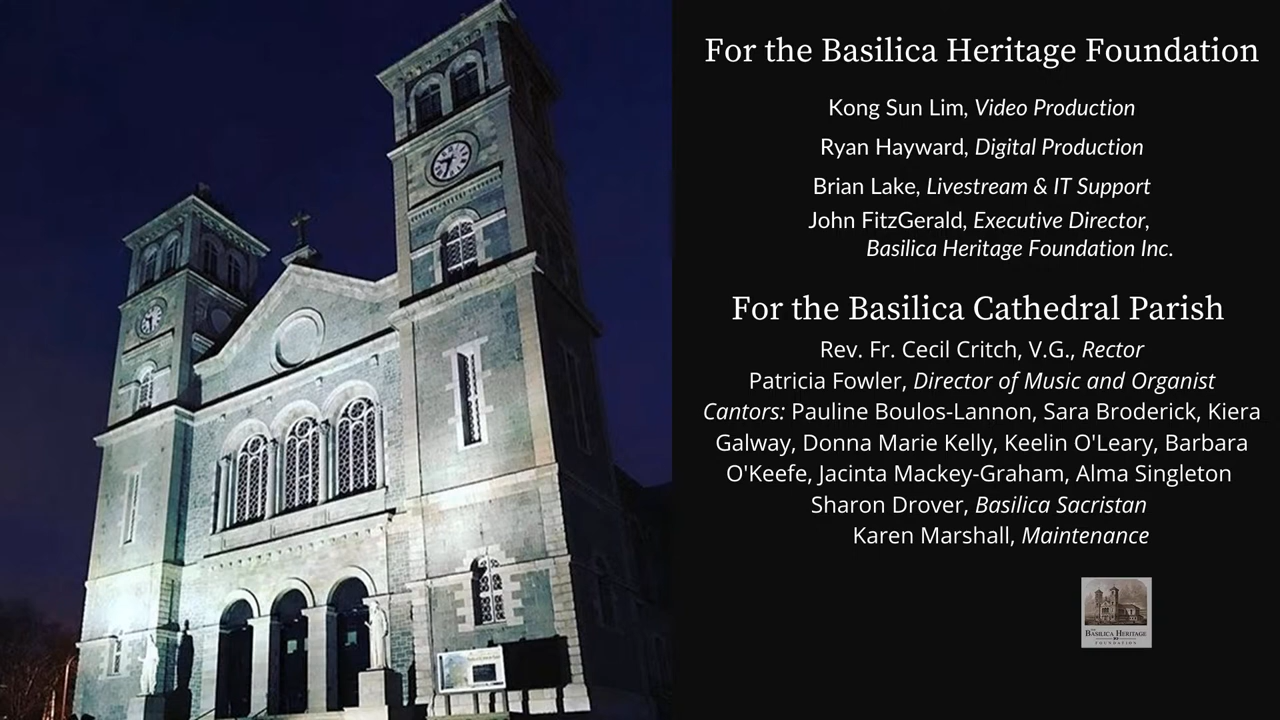 For the Basilica Heritage Foundation
Kong Sun Lim, Video Production
Ryan Hayward, Digital Production
Brian Lake, Livestream & IT Support
John FitzGerald, Executive Director,
Basilica Heritage Foundation Inc.
For the Basilica Cathedral Parish
Rev. Fr. Cecil Critch, V.G., Rector
Patricia Fowler, Director of Music and Organist
Cantors: Pauline Boulos-Lannon, Sara Broderick, Kiera
Galway, Donna Marie Kelly, Keelin O'Leary, Barbara
O'Keefe, Jacinta Mackey-Graham, Alma Singleton
Sharon Drover, Basilica Sacristan
Karen Marshall, Maintenance
BASILICA HERITAGE
FOUNDATION